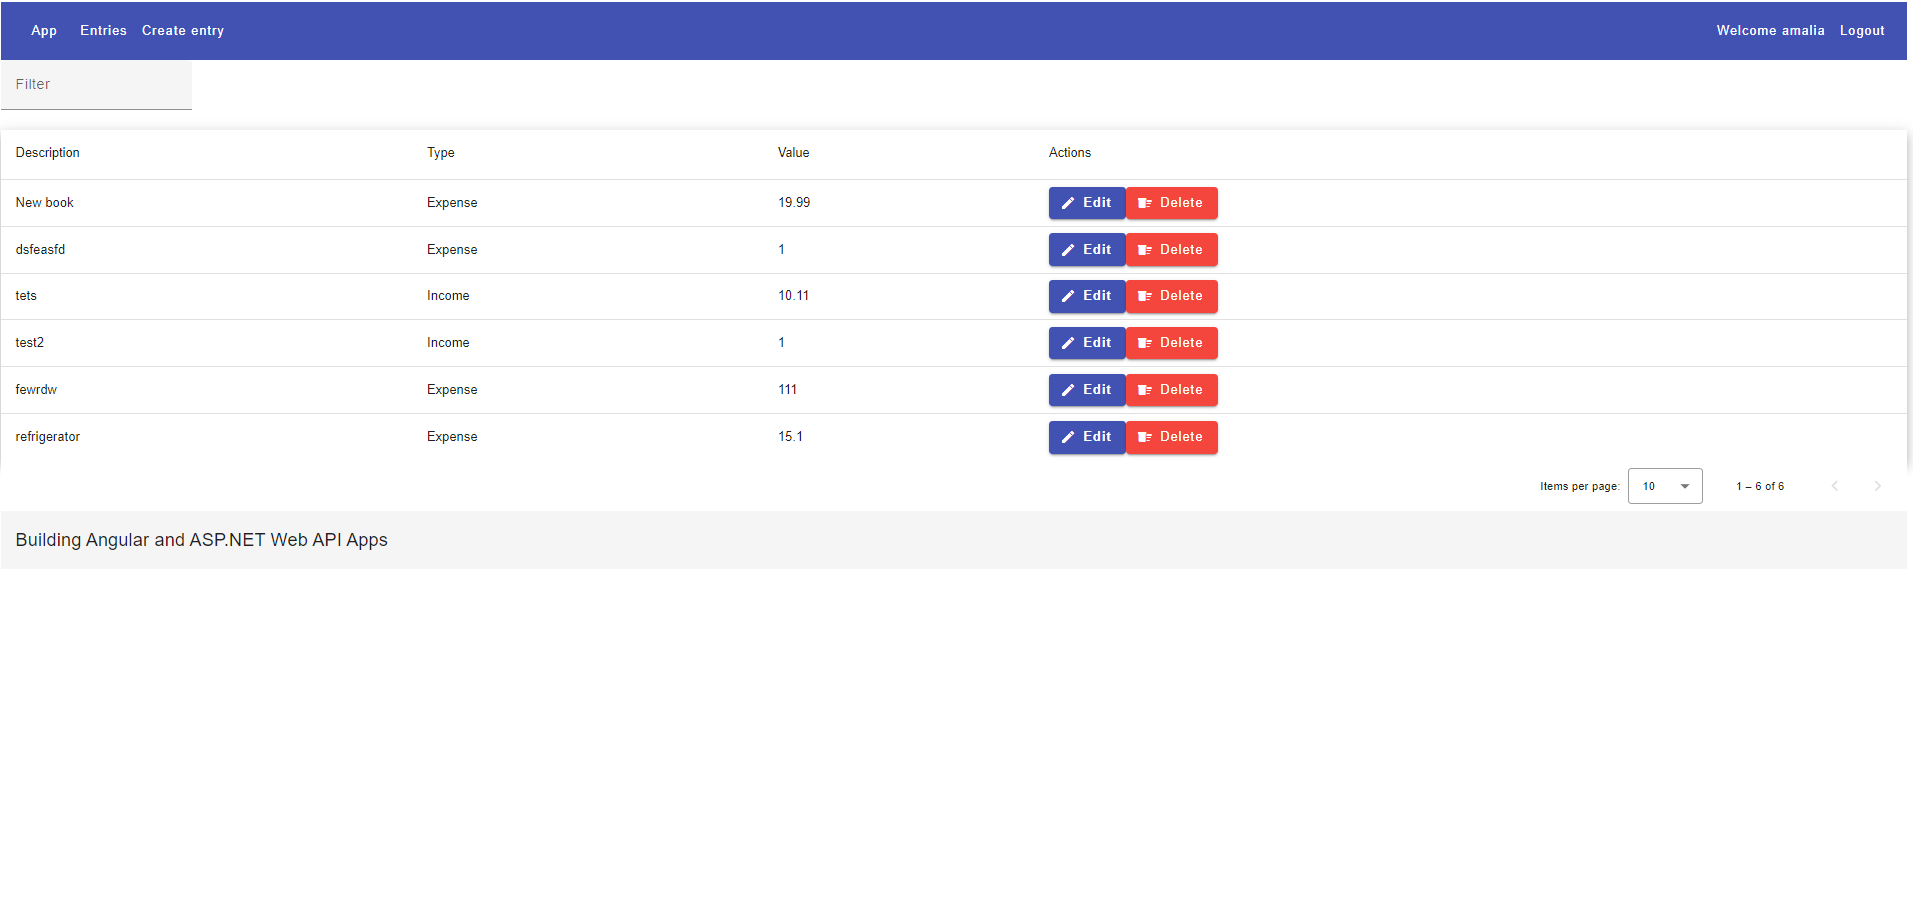 App Entries Create entry Welcome amalia Logout
Filter
Description Type Value Actions
New book Expense 19.99 Edit Delete
dsfeasfd Expense 1 Edit Delete
tets Income 10.11 Edit Delete
test2 Income 1 Edit Delete
fewrdw Expense 111 Edit Delete
refrigerator Expense 15.1 Edit Delete
Items per page: 10 1 – 6 of 6
Building Angular and ASP.NET Web API Apps